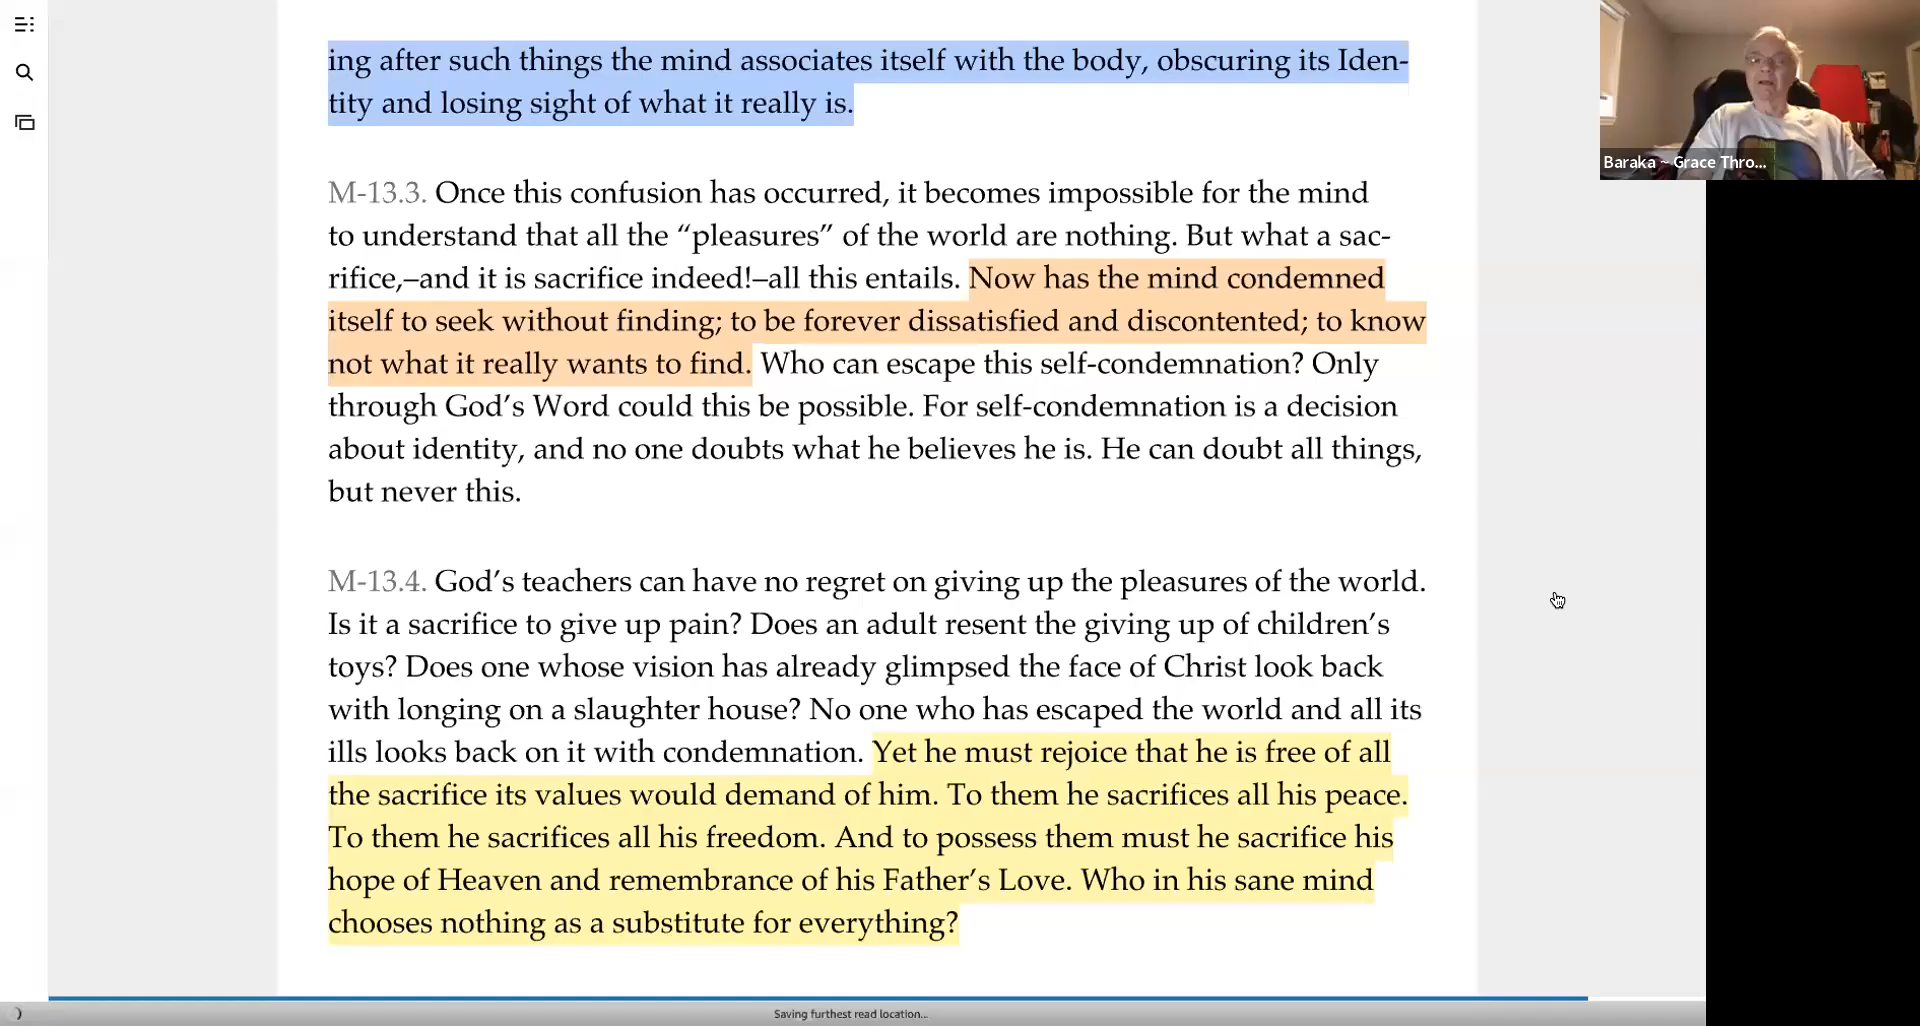 ing after such things the mind associates itself with the body, obscuring its Iden-
tity and losing sight of what it really is.
M-13.3. Once this confusion has occurred, it becomes impossible for the mind
to understand that all the “pleasures” of the world are nothing. But what a sac-
rifice,–and it is sacrifice indeed!–all this entails. Now has the mind condemned
itself to seek without finding; to be forever dissatisfied and discontented; to know
not what it really wants to find. Who can escape this self-condemnation? Only
through God’s Word could this be possible. For self-condemnation is a decision
about identity, and no one doubts what he believes he is. He can doubt all things,
but never this.
M-13.4. God’s teachers can have no regret on giving up the pleasures of the world.
Is it a sacrifice to give up pain? Does an adult resent the giving up of children’s
toys? Does one whose vision has already glimpsed the face of Christ look back
with longing on a slaughter house? No one who has escaped the world and all its
ills looks back on it with condemnation. Yet he must rejoice that he is free of all
the sacrifice its values would demand of him. To them he sacrifices all his peace.
To them he sacrifices all his freedom. And to possess them must he sacrifice his
hope of Heaven and remembrance of his Father’s Love. Who in his sane mind
chooses nothing as a substitute for everything?
Baraka ~ Grace Thro...
Saving furthest read location...